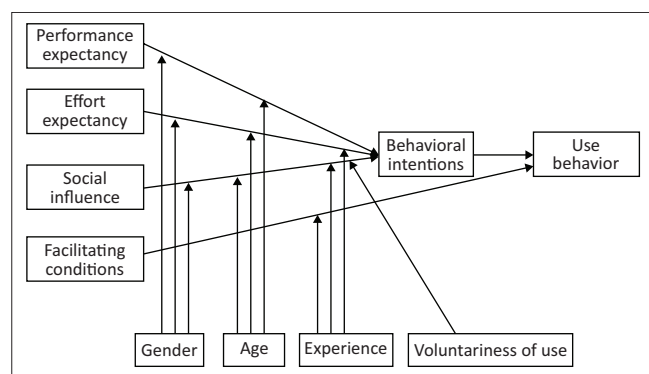 Performance
expectancy
Effort
expectancy
Social
influence
Facilitating
conditions
Behavioral
intentions
Use
behavior
Gender
Age
Experience
Voluntariness of use